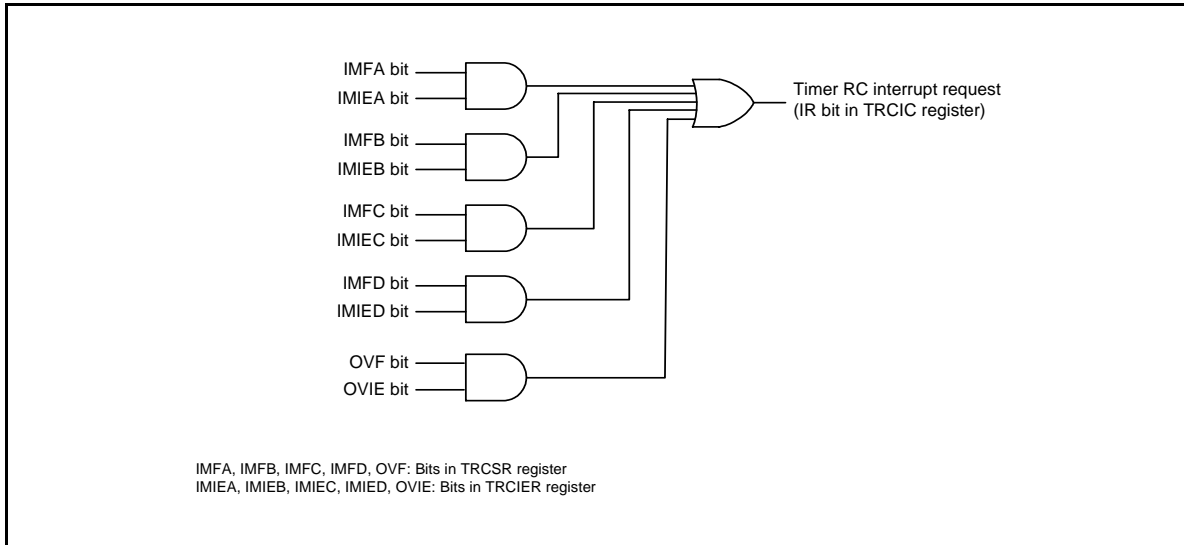 IMFA bit
IMIEA bit
IMFB bit
IMIEB bit
IMFC bit
IMIEC bit
IMFD bit
IMIED bit
OVF bit
OVIE bit
Timer RC interrupt request
(IR bit in TRCIC register)
IMFA, IMFB, IMFC, IMFD, OVF: Bits in TRCSR register
IMIEA, IMIEB, IMIEC, IMIED, OVIE: Bits in TRCIER register